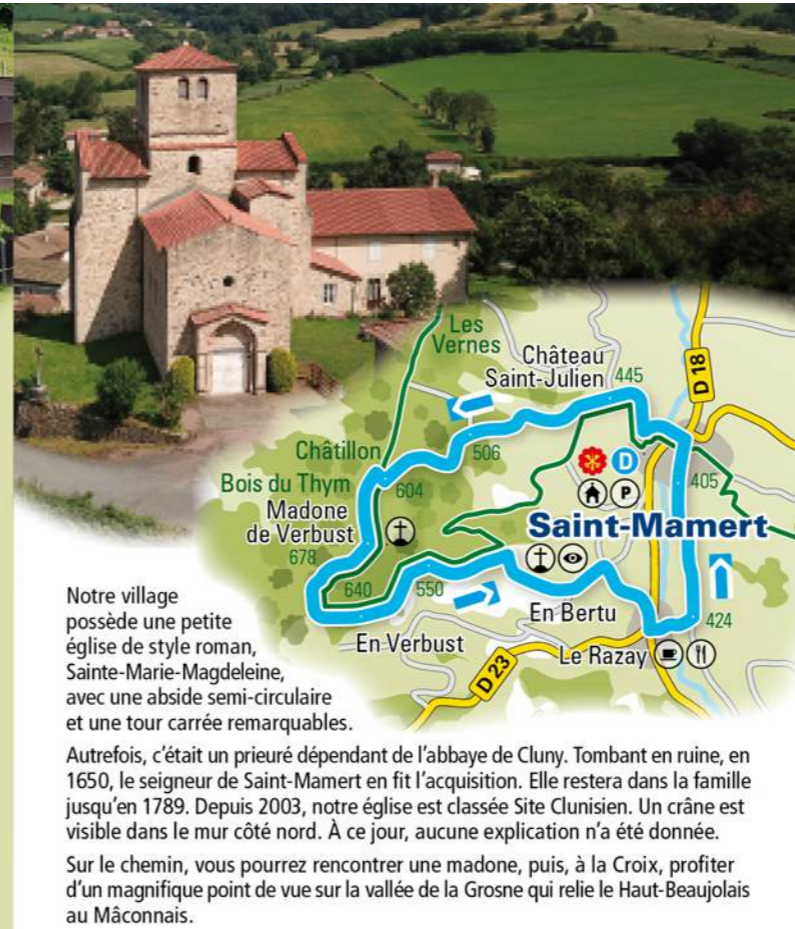 Les
Vernes
Château
Saint-Julien
445
D 18
Châtillon
506
D
Bois du Thym
604
P
405
Madone
de Verbust
Saint-Mamert
678
640
550
En Bertu
424
En Verbust
Le Razay
D 23
Notre village
possède une petite
église de style roman,
Sainte-Marie-Magdeleine,
avec une abside semi-circulaire
et une tour carrée remarquables.
Autrefois, c’était un prieuré dépendant de l’abbaye de Cluny. Tombant en ruine, en
1650, le seigneur de Saint-Mamert en fit l’acquisition. Elle restera dans la famille
jusqu’en 1789. Depuis 2003, notre église est classée Site Clunisien. Un crâne est
visible dans le mur côté nord. À ce jour, aucune explication n’a été donnée.
Sur le chemin, vous pourrez rencontrer une madone, puis, à la Croix, profiter
d’un magnifique point de vue sur la vallée de la Grosne qui relie le Haut-Beaujolais
au Mâconnais.